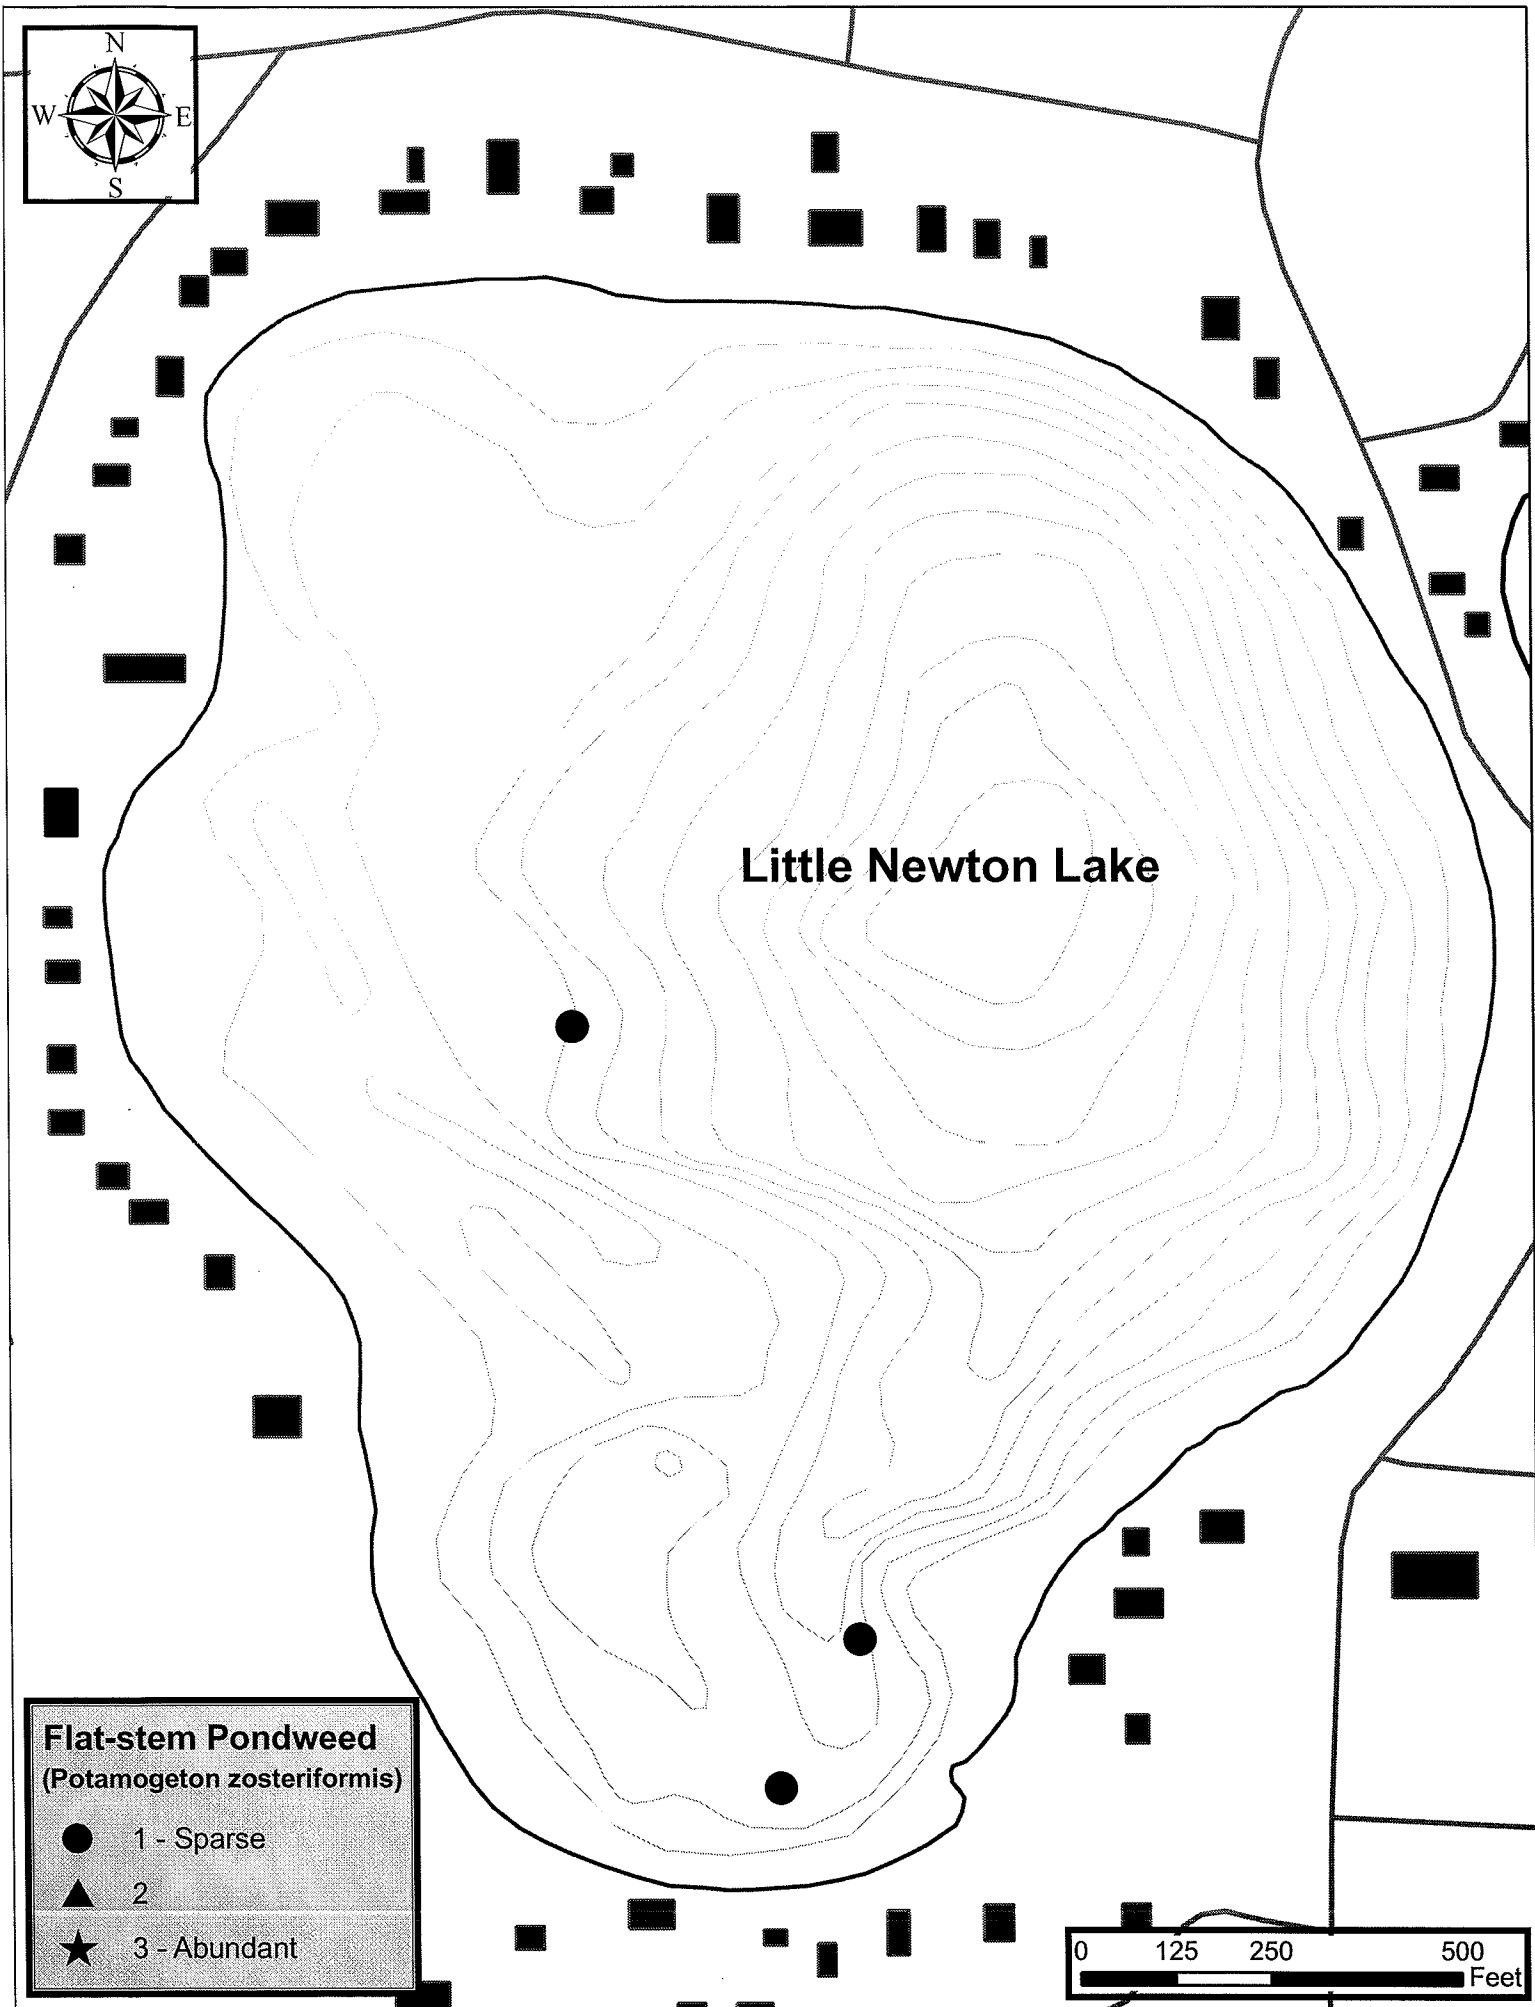 N
W E
S
Little Newton Lake
Flat-stem Pondweed
(Potamogeton zosteriformis)
1 - Sparse
2
3 - Abundant
0 125 250 500
Feet